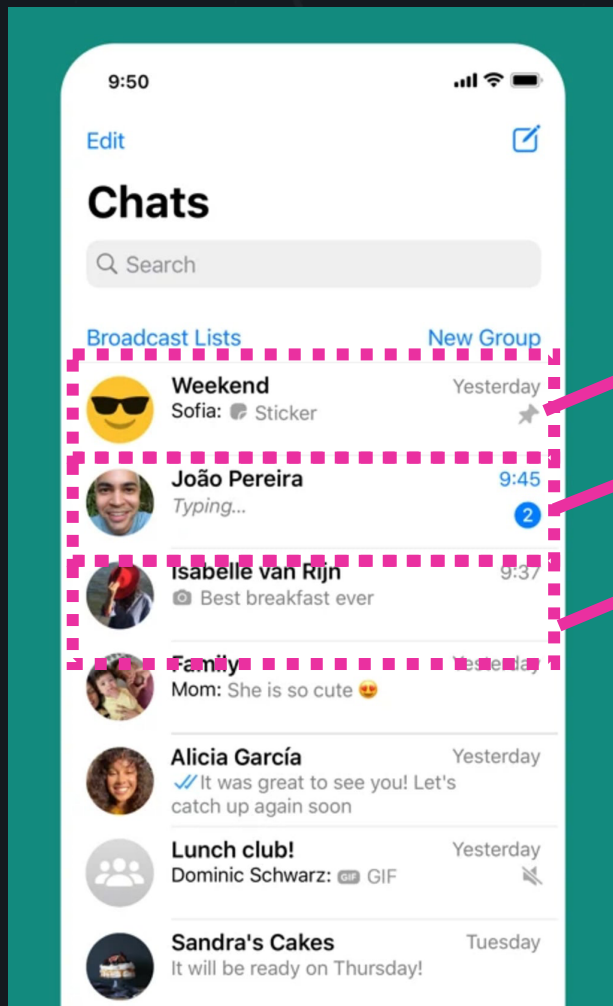 9:50
Edit
Chats
Search
Broadcast Lists New Group
Weekend Yesterday
Sofia: Sticker
João Pereira 9:45
Typing... 2
Isabelle van Rijn 9:37
Best breakfast ever
Family Yesterday
Mom: She is so cute 😍
Alicia García Yesterday
It was great to see you! Let's
catch up again soon
Lunch club! Yesterday
Dominic Schwarz: GIF GIF
Sandra's Cakes Tuesday
It will be ready on Thursday!